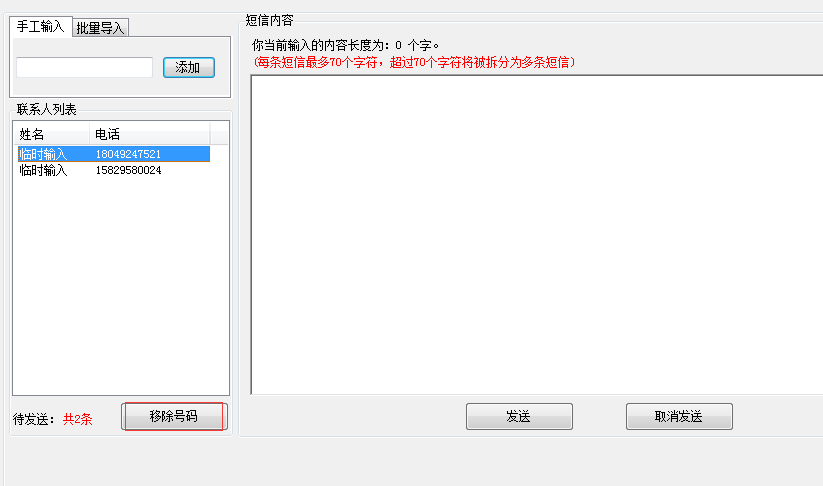 手工输入 批量导入
添加
联系人列表
姓名 电话
临时输入 18049247521
临时输入 15829580024
待发送： 共2条
移除号码
短信内容
你当前输入的内容长度为：0 个字。
(每条短信最多70个字符，超过70个字符将被拆分为多条短信)
发送 取消发送